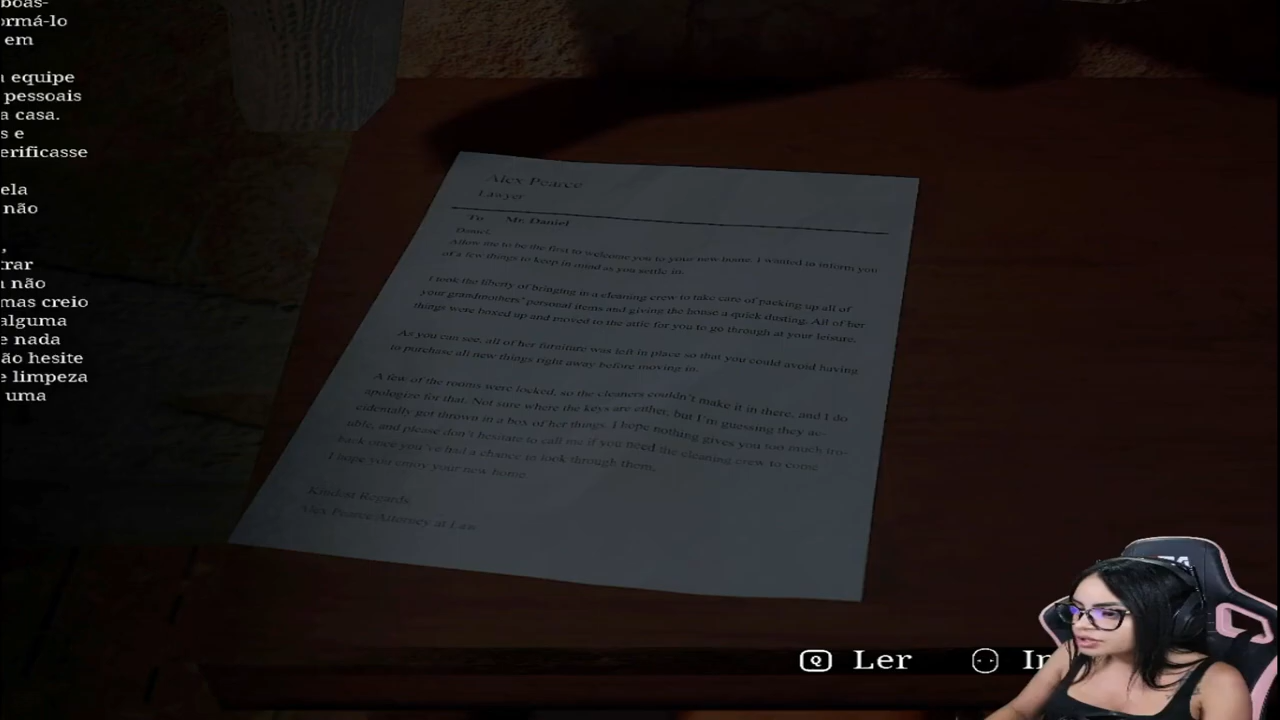 boas-
ormá-lo
em
equipe
pessoais
a casa.
s e
erificasse
ela
não
,
trar
não
mas creio
alguma
e nada
ão hesite
e limpeza
uma
Alex Pearce
Lawyer
To Mr. Daniel
Daniel,
Allow me to be the first to welcome you to your new home. I wanted to inform you
of a few things to keep in mind as you settle in.
I took the liberty of bringing in a cleaning crew to take care of packing up all of
your grandmothers' personal items and giving the home a quick dusting. All of her
things were boxed up and moved to the attic for you to go through at your leisure.
As you can see, all of her furniture was left in place so that you could avoid having
to purchase all new things right away before moving in.
A few of the rooms were locked, so the cleaners couldn't make it in there, and I do
apologize for that. Not sure where the keys are either, but I'm guessing they ac-
cidentally got thrown in a box of her things. I hope nothing gives you too much tro-
uble, and please don't hesitate to call me if you need the cleaning crew to come
back once you've had a chance to look through them.
I hope you enjoy your new home.
Kindest Regards,
Alex Pearce Attorney at Law
Q Ler In